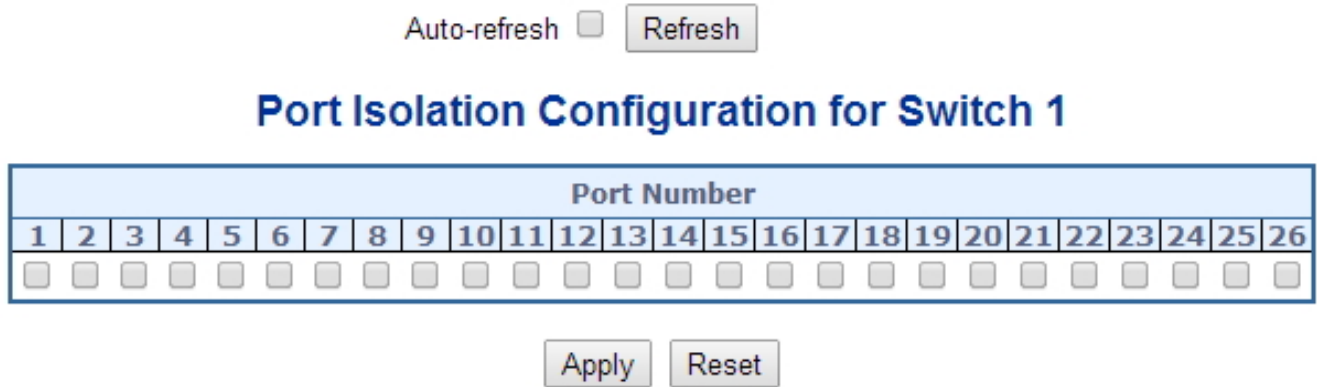 Auto-refresh Refresh
Port Isolation Configuration for Switch 1
Port Number
1 2 3 4 5 6 7 8 9 10 11 12 13 14 15 16 17 18 19 20 21 22 23 24 25 26
Apply Reset